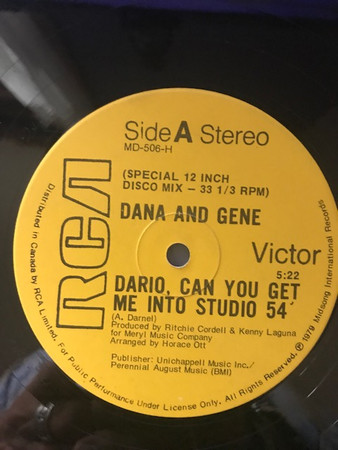 Side A Stereo
MD-506-H
(SPECIAL 12 INCH
DISCO MIX - 33 1/3 RPM)
DANA AND GENE
RCA
Victor
5:22
DARIO, CAN YOU GET
ME INTO STUDIO 54
(A. Darnel)
Produced by Ritchie Cordell & Kenny Laguna
for Meryl Music Company
Arranged by Horace Ott
Publisher: Unichappell Music Inc.
Perennial August Music (BMI)
Distributed in Canada by RCA Limited. For Public Performance Under License Only. All Rights Reserved. ℗ 1979 Midsong International Records